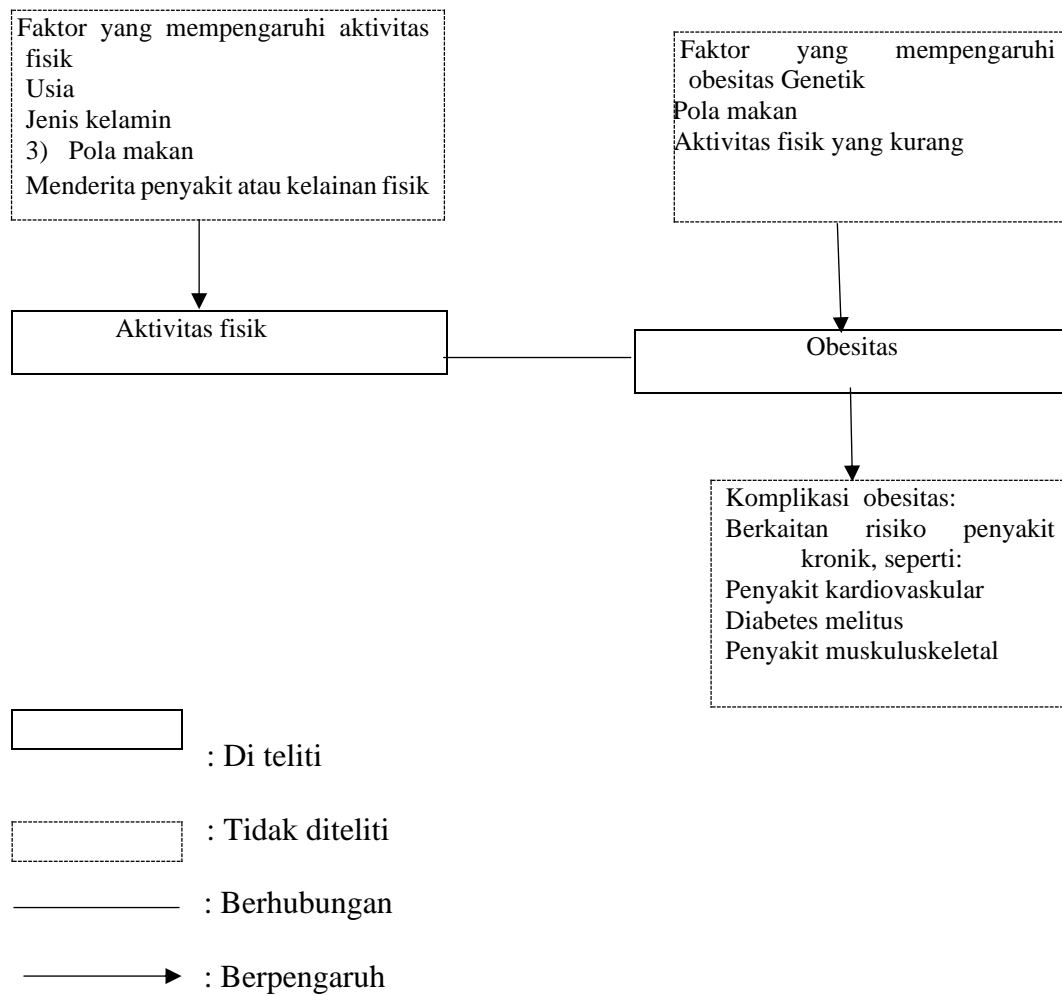 Faktor yang mempengaruhi aktivitas
fisik
Usia
Jenis kelamin
3) Pola makan
Menderita penyakit atau kelainan fisik
Faktor yang mempengaruhi
obesitas Genetik
Pola makan
Aktivitas fisik yang kurang
Aktivitas fisik
Obesitas
Komplikasi obesitas:
Berkaitan risiko penyakit
kronik, seperti:
Penyakit kardiovaskular
Diabetes melitus
Penyakit muskuluskeletal
: Di teliti
: Tidak diteliti
: Berhubungan
: Berpengaruh